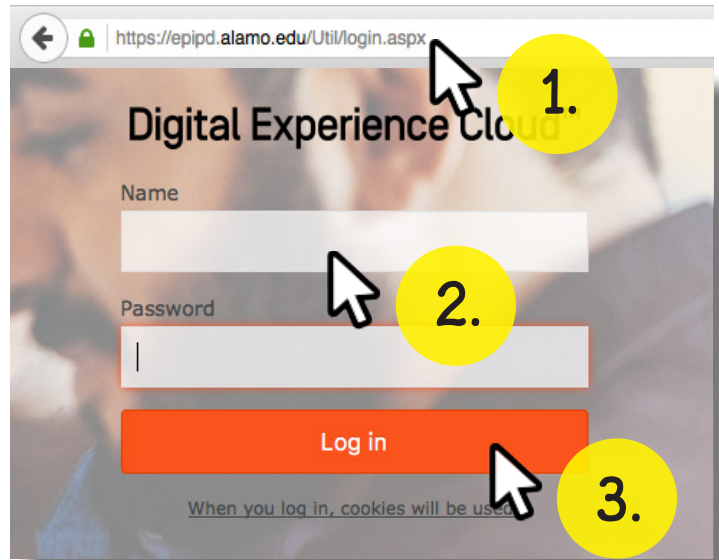 https://epipd.alamo.edu/Util/login.aspx
1.
Digital Experience Cloud™
Name
2.
Password
Log in
When you log in, cookies will be used
3.